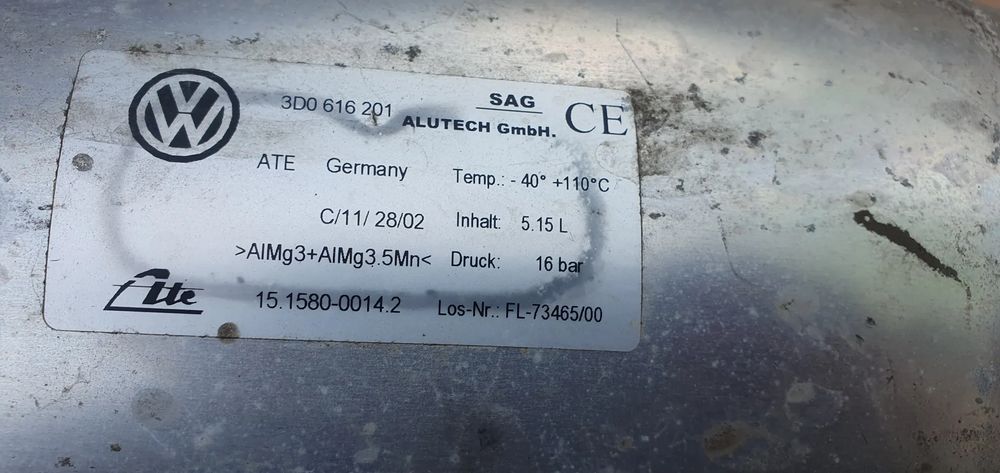 VW 3D0 616 201 SAG CE
ALUTECH GmbH.
ATE Germany Temp.: - 40° +110°C
C/11/ 28/02 Inhalt: 5.15 L
>AlMg3+AlMg3.5Mn< Druck: 16 bar
Ate 15.1580-0014.2 Los-Nr.: FL-73465/00